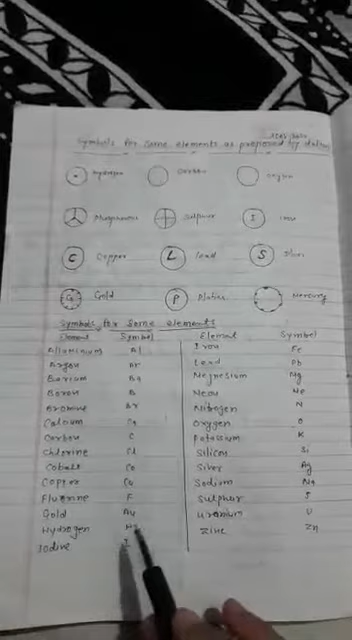 Symbols for some elements as proposed by Dalton
Hydrogen Carbon Oxygen
Phosphorus Sulphur I Iron
C Copper L Lead S Silver
G Gold P Platina Mercury
Symbols for Some elements
Element Symbol Element Symbol
Aluminium Al Iron Fe
Argon Ar Lead Pb
Barium Ba Megnesium Mg
Boron B Neon Ne
Bromine Br Nitrogen N
Calcium Ca Oxygen O
Carbon C Potassium K
Chlorine Cl Silicon Si
Cobalt Co Silver Ag
Copper Cu Sodium Na
Fluorine F Sulphur S
Gold Au Uranium U
Hydrogen H Zinc Zn
Iodine I